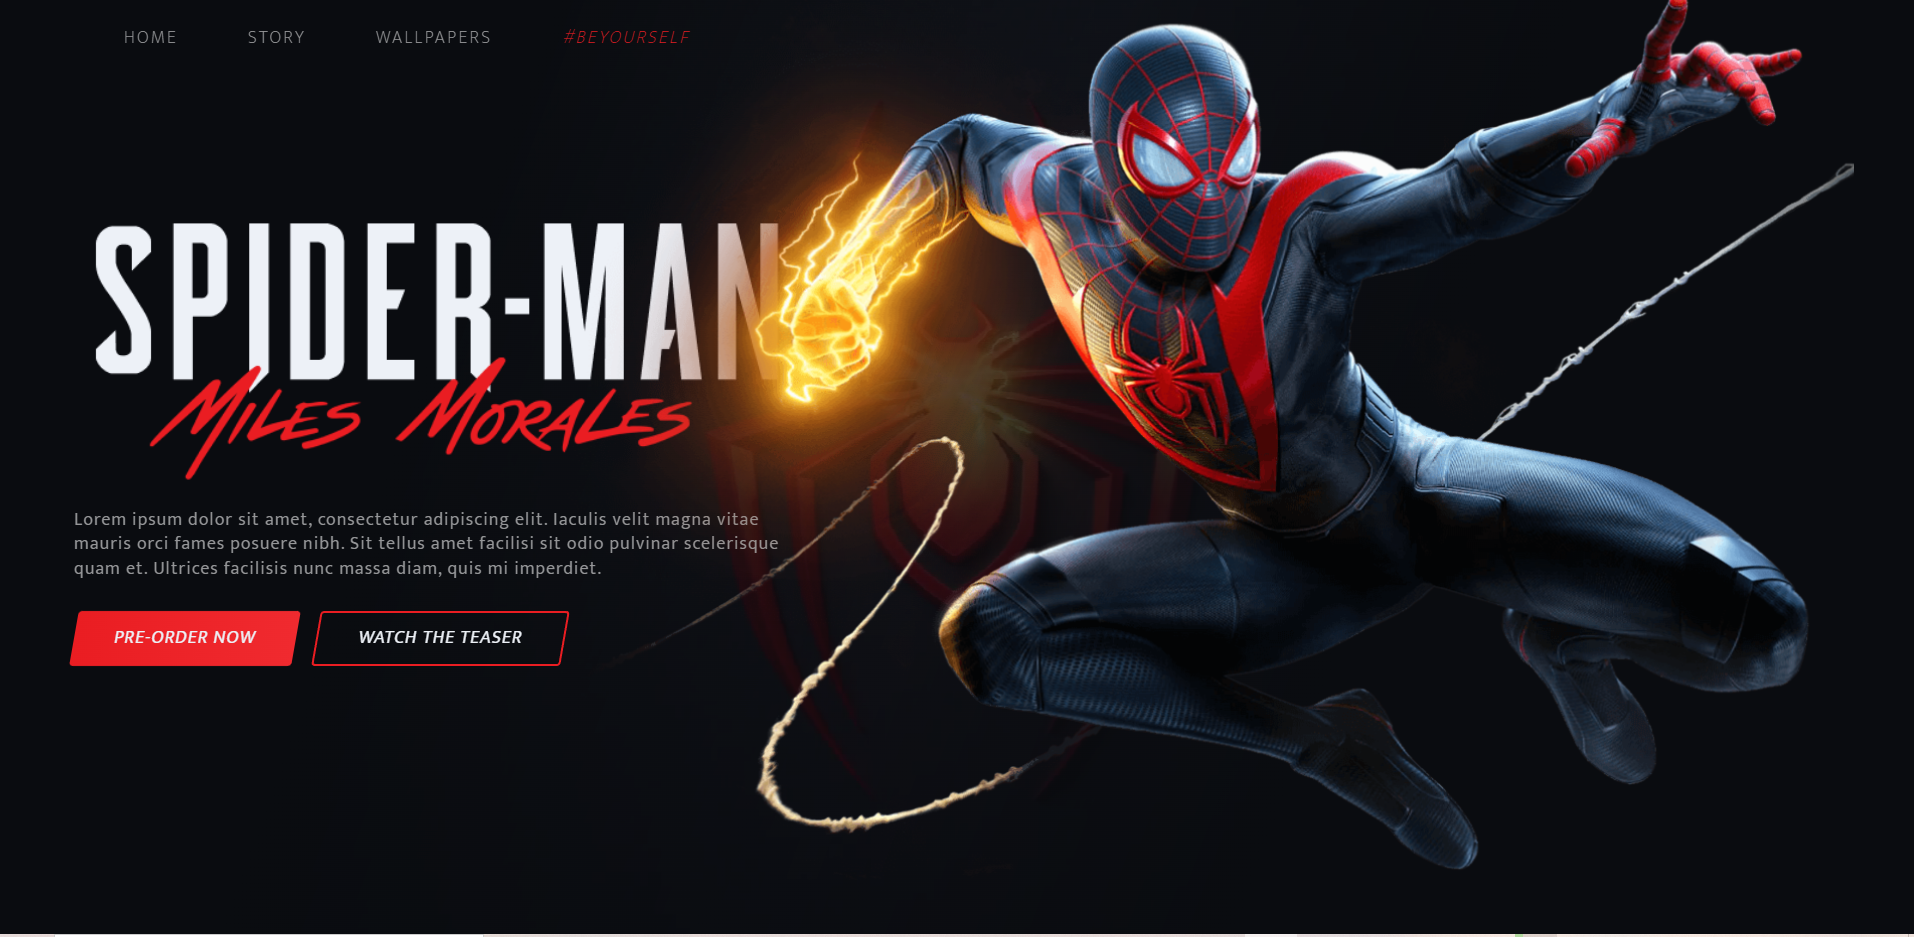 HOME STORY WALLPAPERS #BEYOURSELF
SPIDER-MAN
MILES MORALES
Lorem ipsum dolor sit amet, consectetur adipiscing elit. Iaculis velit magna vitae
mauris orci fames posuere nibh. Sit tellus amet facilisi sit odio pulvinar scelerisque
quam et. Ultrices facilisis nunc massa diam, quis mi imperdiet.
PRE-ORDER NOW WATCH THE TEASER